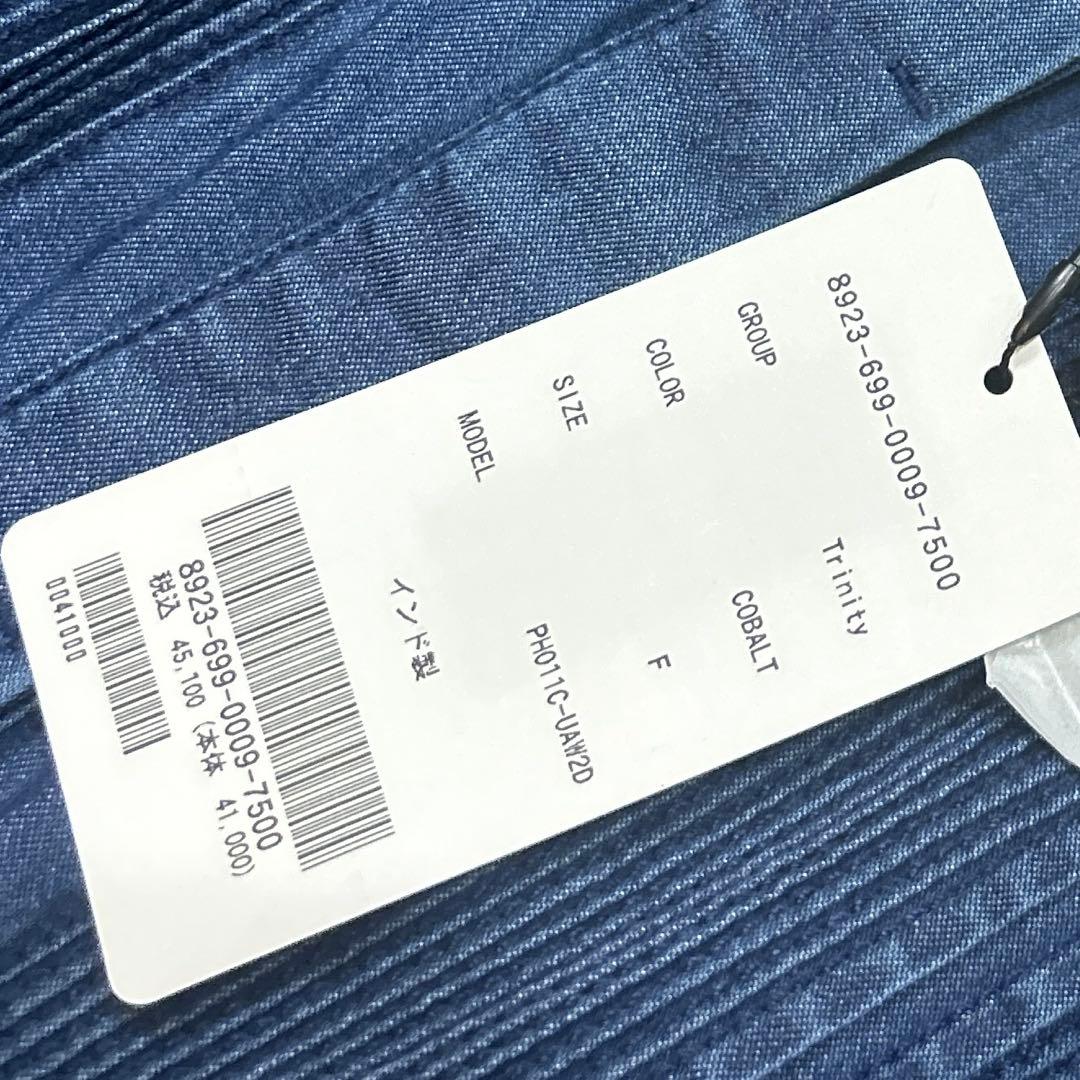 8923-699-0009-7500
GROUP Trinity
COLOR COBALT
SIZE F
MODEL PH011C-UAW2D
インド製
8923-699-0009-7500
税込 45,100 (本体 41,000)
0041000